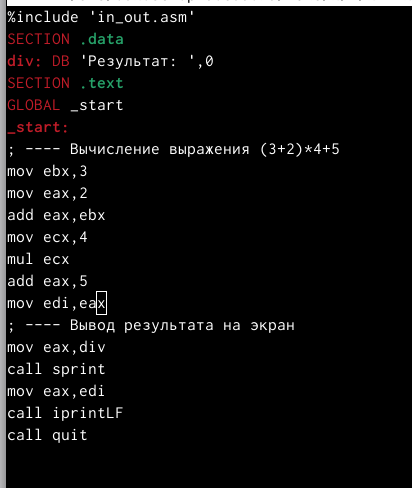 %include 'in_out.asm'
SECTION .data
div: DB 'Результат: ',0
SECTION .text
GLOBAL _start
_start:
; ---- Вычисление выражения (3+2)*4+5
mov ebx,3
mov eax,2
add eax,ebx
mov ecx,4
mul ecx
add eax,5
mov edi,eax
; ---- Вывод результата на экран
mov eax,div
call sprint
mov eax,edi
call iprintLF
call quit